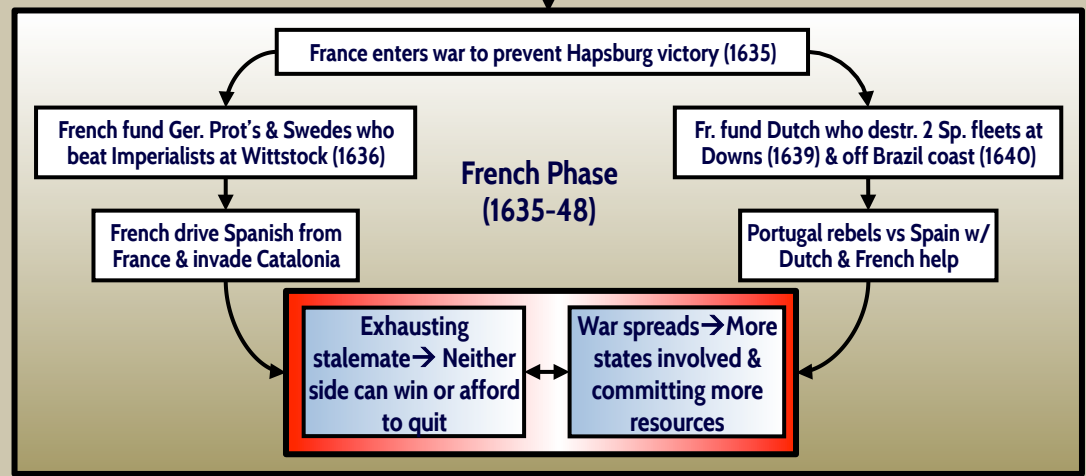 France enters war to prevent Hapsburg victory (1635)
French fund Ger. Prot's & Swedes who
beat Imperialists at Wittstock (1636)
Fr. fund Dutch who destr. 2 Sp. fleets at
Downs (1639) & off Brazil coast (1640)
French Phase
(1635-48)
French drive Spanish from
France & invade Catalonia
Portugal rebels vs Spain w/
Dutch & French help
Exhausting
stalemate→ Neither
side can win or afford
to quit
War spreads→More
states involved &
committing more
resources